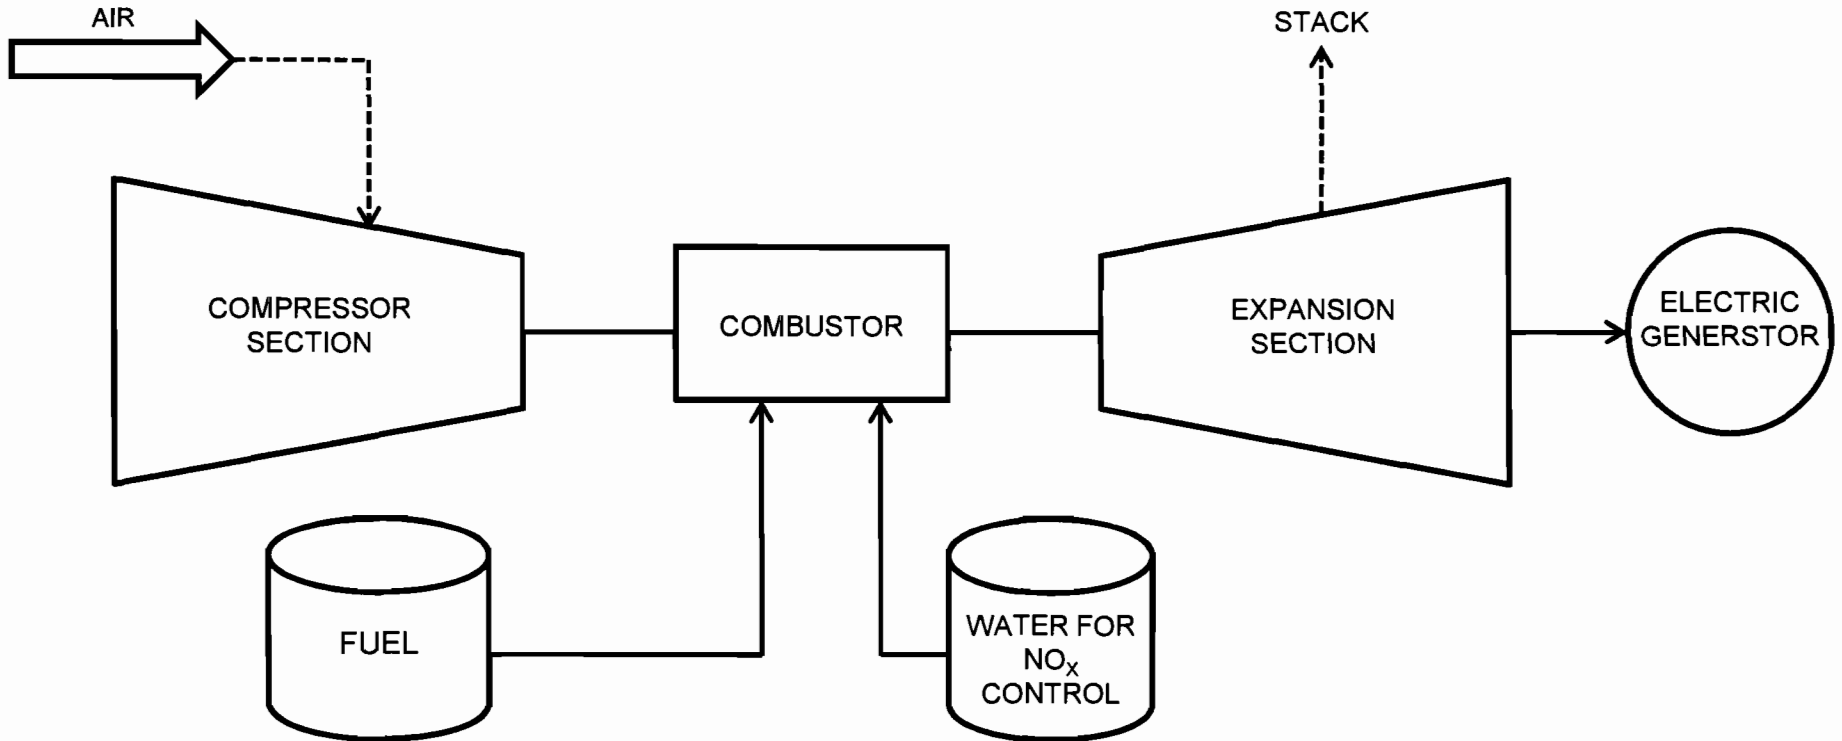 AIR
STACK
COMPRESSOR
SECTION
COMBUSTOR
EXPANSION
SECTION
ELECTRIC
GENERSTOR
FUEL
WATER FOR
NOX
CONTROL